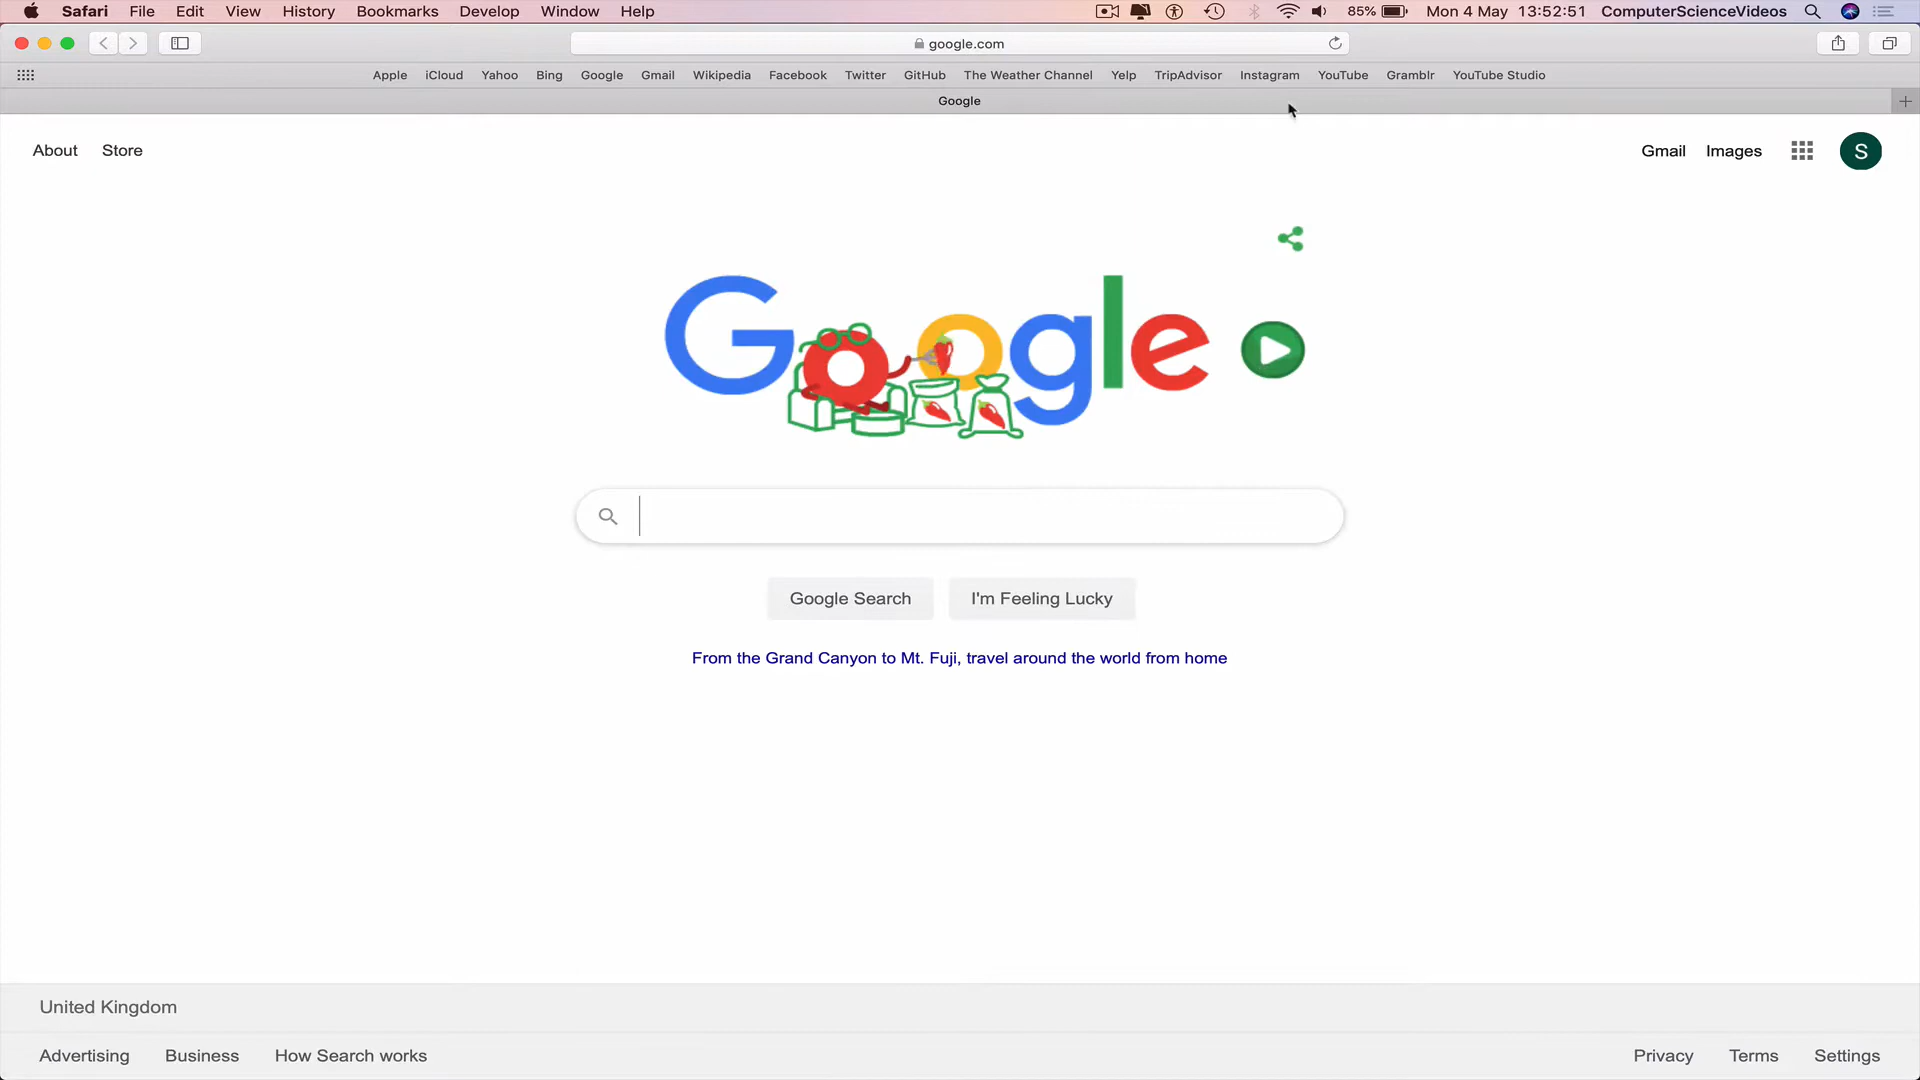 Safari File Edit View History Bookmarks Develop Window Help 85% Mon 4 May 13:52:51 ComputerScienceVideos
google.com
Apple iCloud Yahoo Bing Google Gmail Wikipedia Facebook Twitter GitHub The Weather Channel Yelp TripAdvisor Instagram YouTube Gramblr YouTube Studio
Google
About Store Gmail Images S
Google
Google Search I'm Feeling Lucky
From the Grand Canyon to Mt. Fuji, travel around the world from home
United Kingdom
Advertising Business How Search works Privacy Terms Settings